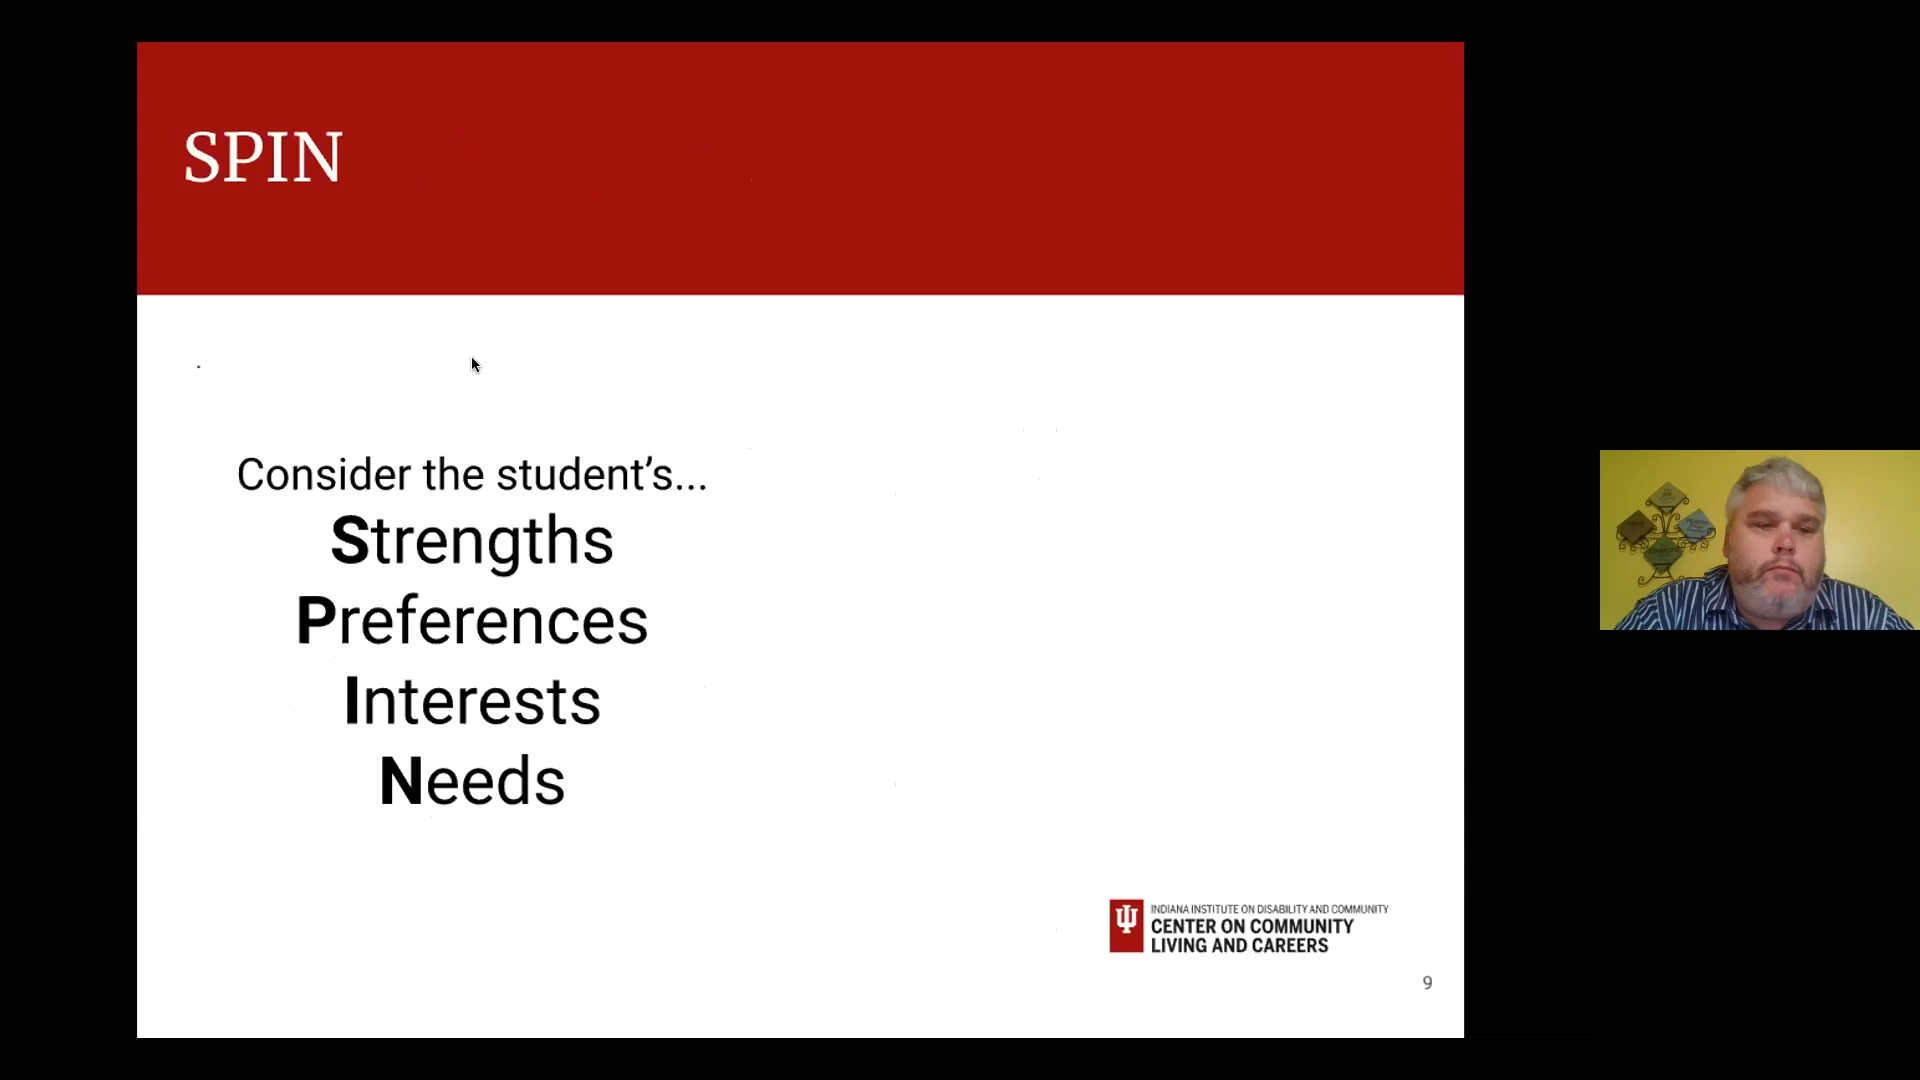 SPIN
Consider the student’s...
Strengths
Preferences
Interests
Needs
INDIANA INSTITUTE ON DISABILITY AND COMMUNITY
CENTER ON COMMUNITY
LIVING AND CAREERS
9